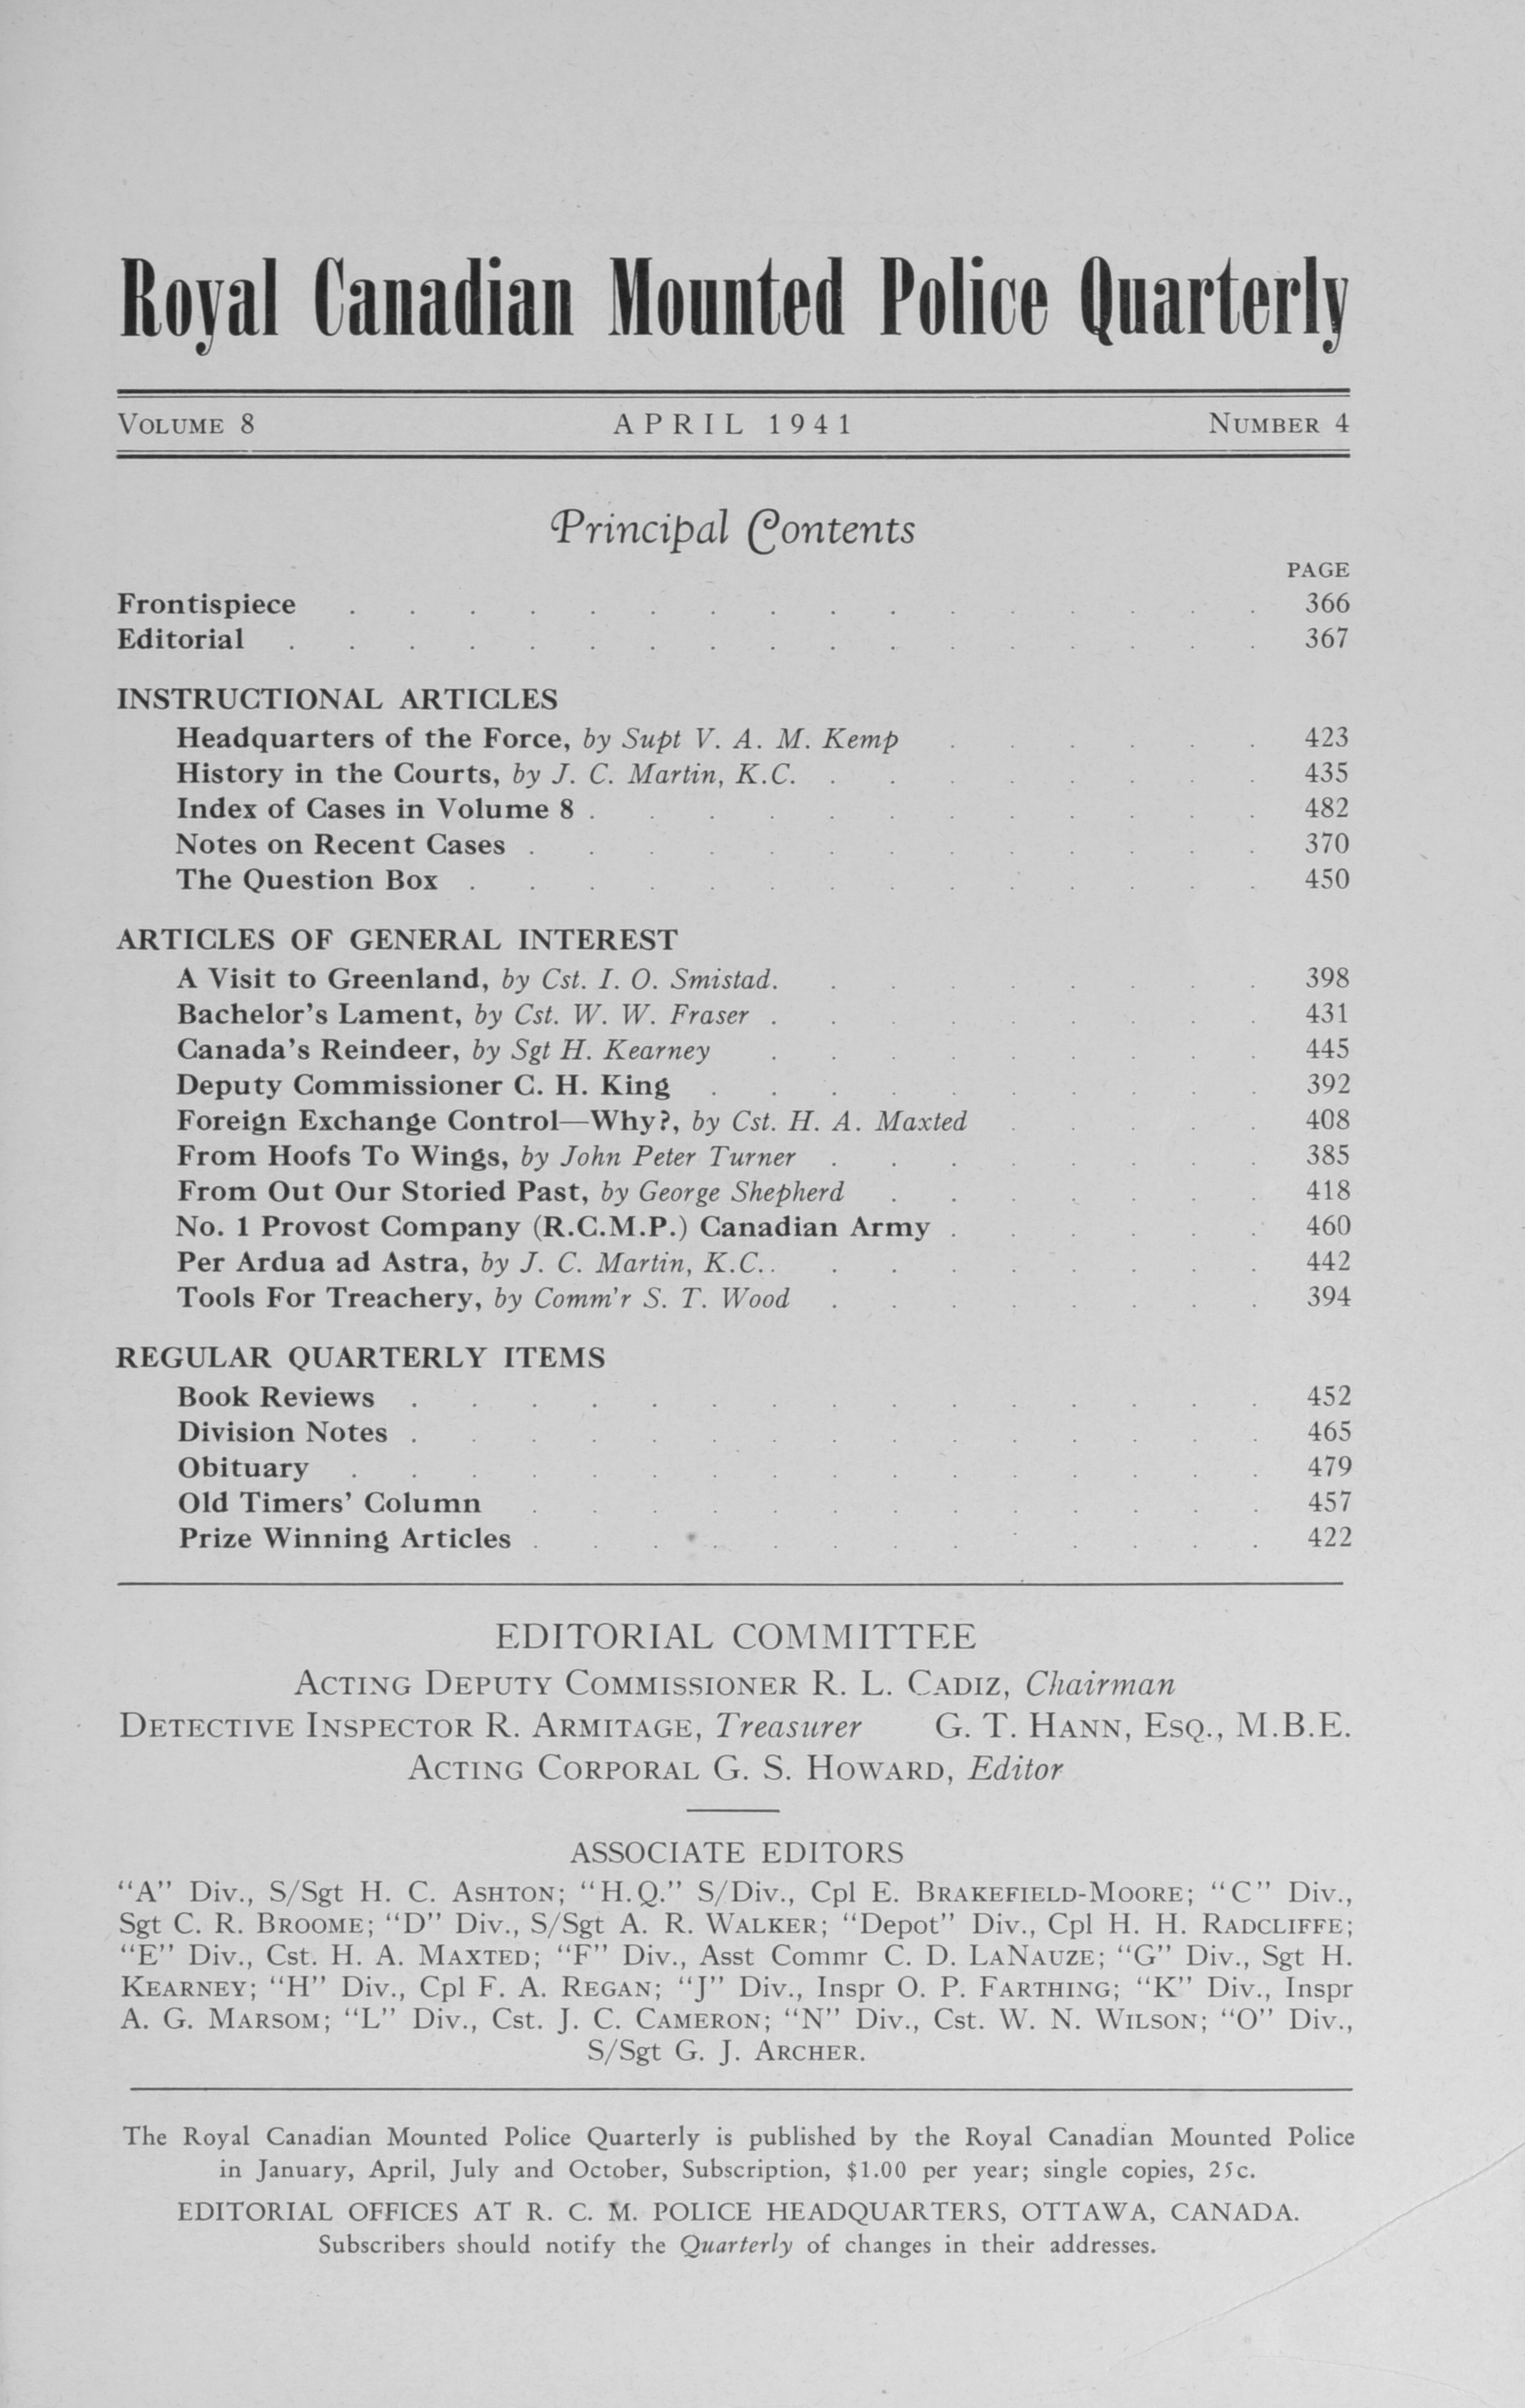 Royal Canadian Mounted Police Quarterly
VOLUME 8 APRIL 1941 NUMBER 4
Principal Contents
PAGE
Frontispiece . . . . . . . . . . . . . . . . 366
Editorial . . . . . . . . . . . . . . . . . 367
INSTRUCTIONAL ARTICLES
Headquarters of the Force, by Supt V. A. M. Kemp . . . . . . 423
History in the Courts, by J. C. Martin, K.C. . . . . . . . . 435
Index of Cases in Volume 8 . . . . . . . . . . . . 482
Notes on Recent Cases . . . . . . . . . . . . . 370
The Question Box . . . . . . . . . . . . . . 450
ARTICLES OF GENERAL INTEREST
A Visit to Greenland, by Cst. I. O. Smistad. . . . . . . . . 398
Bachelor's Lament, by Cst. W. W. Fraser . . . . . . . . . 431
Canada's Reindeer, by Sgt H. Kearney . . . . . . . . . 445
Deputy Commissioner C. H. King . . . . . . . . . . 392
Foreign Exchange Control—Why?, by Cst. H. A. Maxted . . . . . 408
From Hoofs To Wings, by John Peter Turner . . . . . . . . 385
From Out Our Storied Past, by George Shepherd . . . . . . . 418
No. 1 Provost Company (R.C.M.P.) Canadian Army . . . . . . 460
Per Ardua ad Astra, by J. C. Martin, K.C.. . . . . . . . . 442
Tools For Treachery, by Comm'r S. T. Wood . . . . . . . . 394
REGULAR QUARTERLY ITEMS
Book Reviews . . . . . . . . . . . . . . . 452
Division Notes . . . . . . . . . . . . . . . 465
Obituary . . . . . . . . . . . . . . . . 479
Old Timers' Column . . . . . . . . . . . . . 457
Prize Winning Articles . . . . . . . . . . . . . 422
EDITORIAL COMMITTEE
ACTING DEPUTY COMMISSIONER R. L. CADIZ, Chairman
DETECTIVE INSPECTOR R. ARMITAGE, Treasurer G. T. HANN, ESQ., M.B.E.
ACTING CORPORAL G. S. HOWARD, Editor
ASSOCIATE EDITORS
"A" Div., S/Sgt H. C. ASHTON; "H.Q." S/Div., Cpl E. BRAKEFIELD-MOORE; "C" Div.,
Sgt C. R. BROOME; "D" Div., S/Sgt A. R. WALKER; "Depot" Div., Cpl H. H. RADCLIFFE;
"E" Div., Cst. H. A. MAXTED; "F" Div., Asst Commr C. D. LANAUZE; "G" Div., Sgt H.
KEARNEY; "H" Div., Cpl F. A. REGAN; "J" Div., Inspr O. P. FARTHING; "K" Div., Inspr
A. G. MARSOM; "L" Div., Cst. J. C. CAMERON; "N" Div., Cst. W. N. WILSON; "O" Div.,
S/Sgt G. J. ARCHER.
The Royal Canadian Mounted Police Quarterly is published by the Royal Canadian Mounted Police
in January, April, July and October, Subscription, $1.00 per year; single copies, 25c.
EDITORIAL OFFICES AT R. C. M. POLICE HEADQUARTERS, OTTAWA, CANADA.
Subscribers should notify the Quarterly of changes in their addresses.